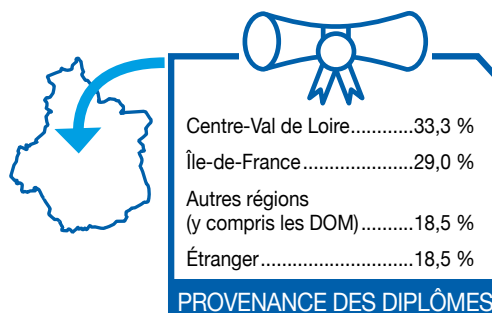 Centre-Val de Loire............33,3 %
Île-de-France...................29,0 %
Autres régions
(y compris les DOM)..........18,5 %
Étranger..........................18,5 %
PROVENANCE DES DIPLÔMES